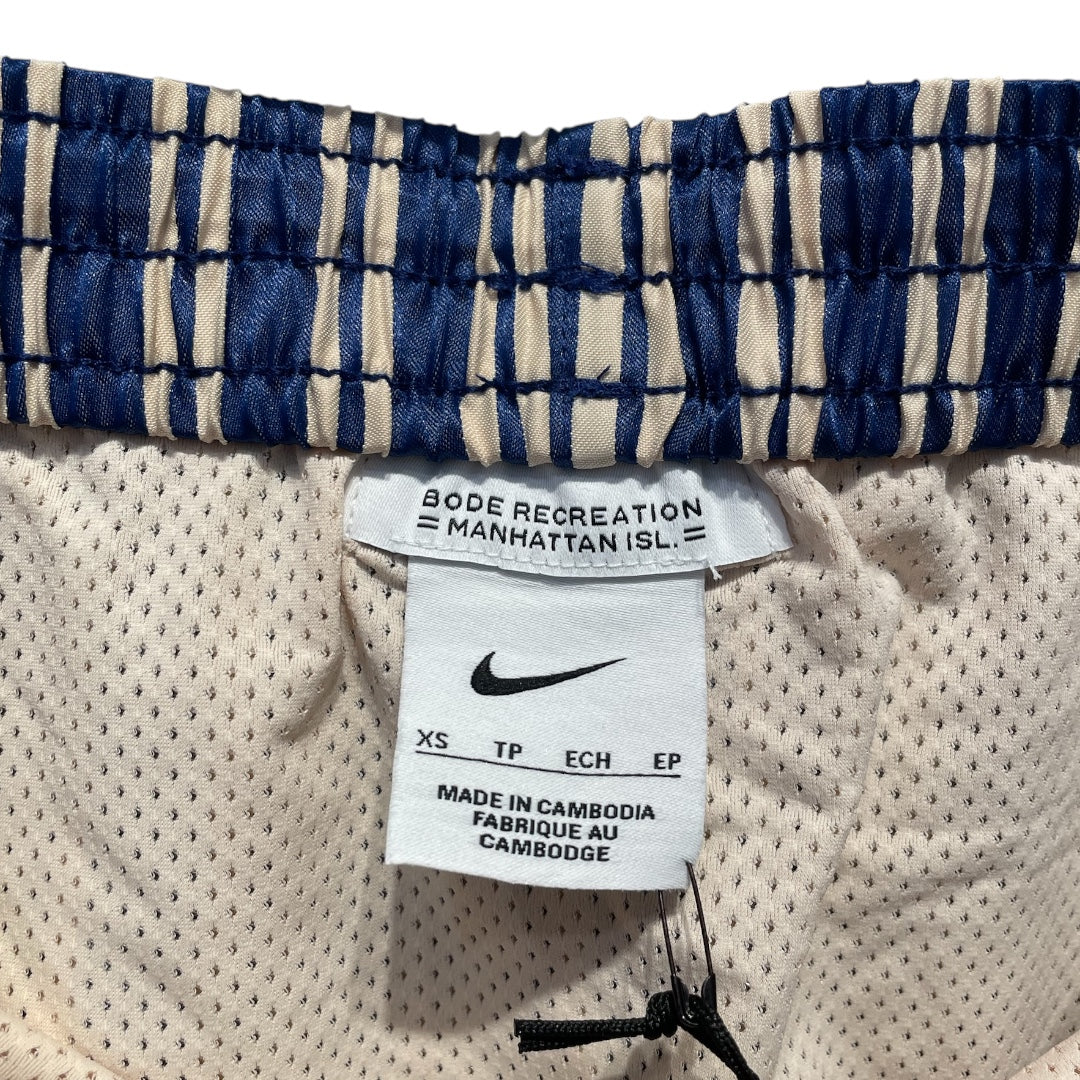 BODE RECREATION
= MANHATTAN ISL. =
XS TP ECH EP
MADE IN CAMBODIA
FABRIQUE AU
CAMBODGE